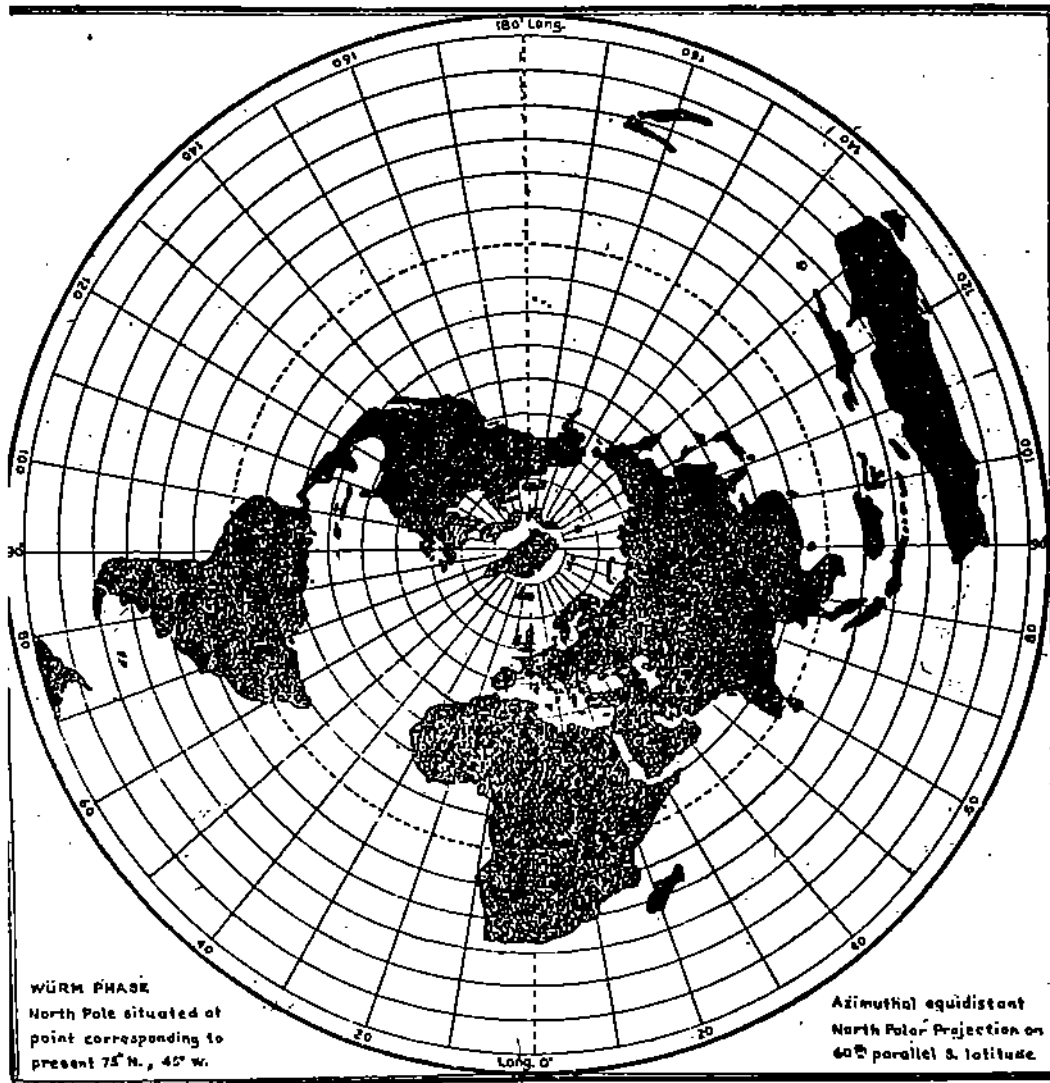 180° Long.
160
160
140
140
120
120
100
100
80
80
60
60
40
40
20
20
Long. 0°
WÜRM PHASE
North Pole situated at
point corresponding to
present 75° N., 45° W.
Azimuthal equidistant
North Polar Projection on
60th parallel S. latitude